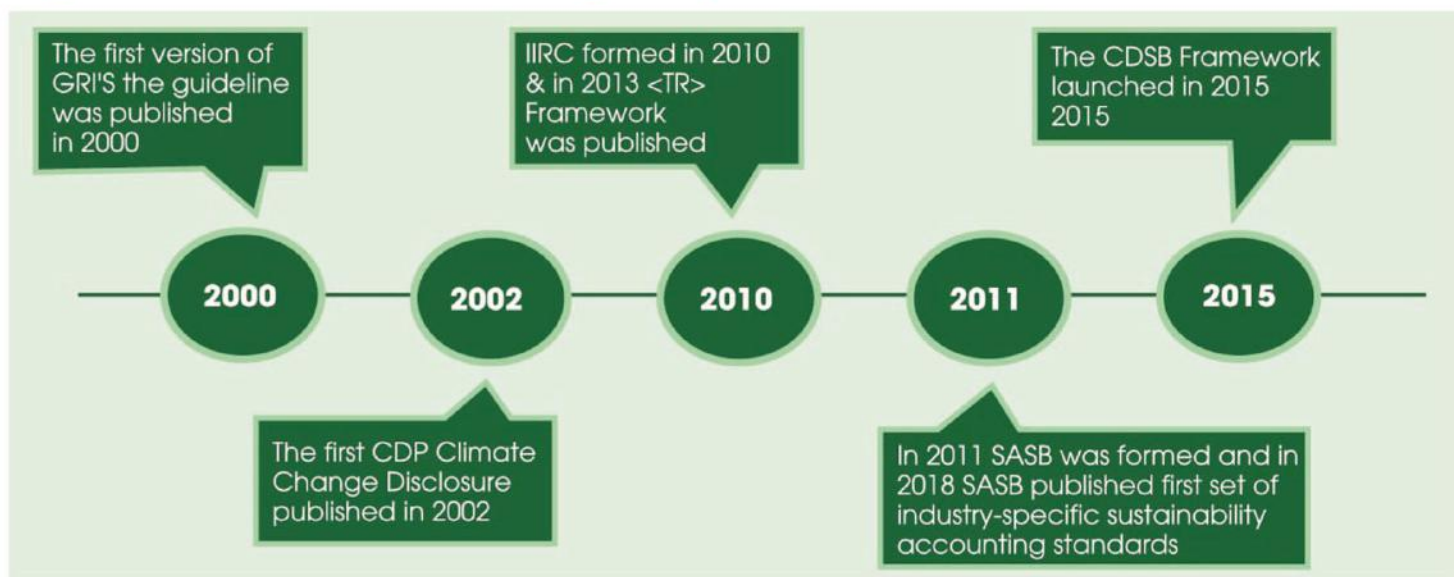 The first version of
GRI'S the guideline
was published
in 2000
IIRC formed in 2010
& in 2013 <TR>
Framework
was published
The CDSB Framework
launched in 2015
2015
2000
2002
2010
2011
2015
The first CDP Climate
Change Disclosure
published in 2002
In 2011 SASB was formed and in
2018 SASB published first set of
industry-specific sustainability
accounting standards